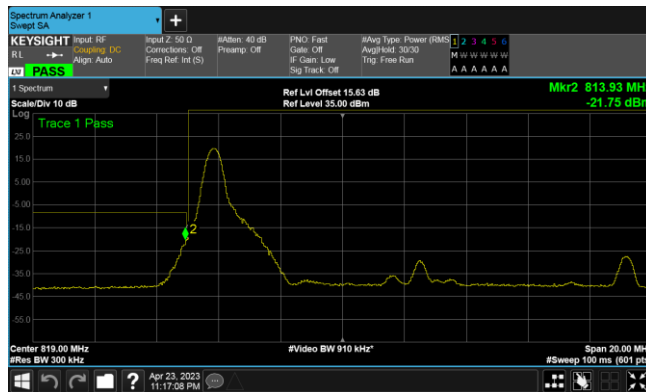 Spectrum Analyzer 1
Swept SA
KEYSIGHT
RL
LXI PASS
Input: RF
Coupling: DC
Align: Auto
Input Z: 50 Ω
Corrections: Off
Freq Ref: Int (S)
#Atten: 40 dB
Preamp: Off
PNO: Fast
Gate: Off
IF Gain: Low
Sig Track: Off
#Avg Type: Power (RMS
Avg|Hold: 30/30
Trig: Free Run
1 2 3 4 5 6
M W W W W W
A A A A A A
1 Spectrum
Scale/Div 10 dB
Ref Lvl Offset 15.63 dB
Ref Level 35.00 dBm
Mkr2 813.93 MH
-21.75 dBm
Log
Trace 1 Pass
25.0
15.0
5.00
-5.00
-15.0
-25.0
-35.0
-45.0
-55.0
2
Center 819.00 MHz
#Res BW 300 kHz
#Video BW 910 kHz*
Span 20.00 MH
#Sweep 100 ms (601 pts
Apr 23, 2023
11:17:08 PM